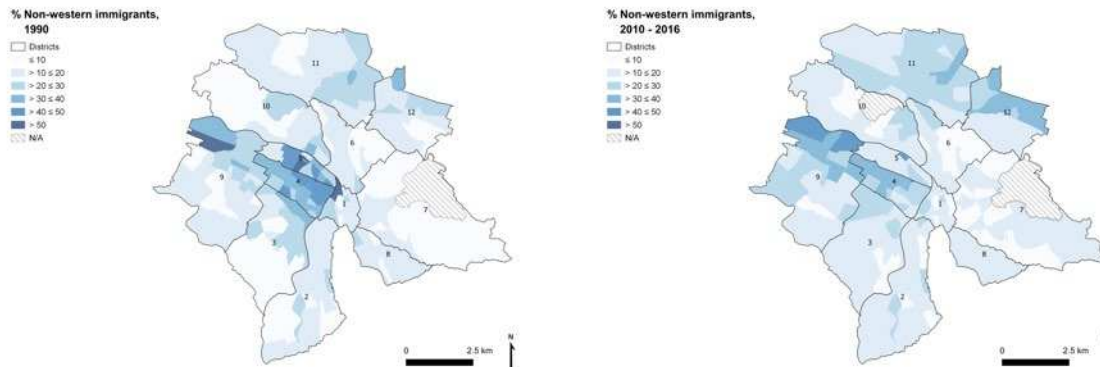 % Non-western immigrants,
1990
Districts
≤ 10
> 10 ≤ 20
> 20 ≤ 30
> 30 ≤ 40
> 40 ≤ 50
> 50
N/A
11
10
12
6
5
4
9
7
1
3
8
2
0 2.5 km
N
% Non-western immigrants,
2010 - 2016
Districts
≤ 10
> 10 ≤ 20
> 20 ≤ 30
> 30 ≤ 40
> 40 ≤ 50
> 50
N/A
11
10
12
6
5
4
9
7
1
3
8
2
0 2.5 km